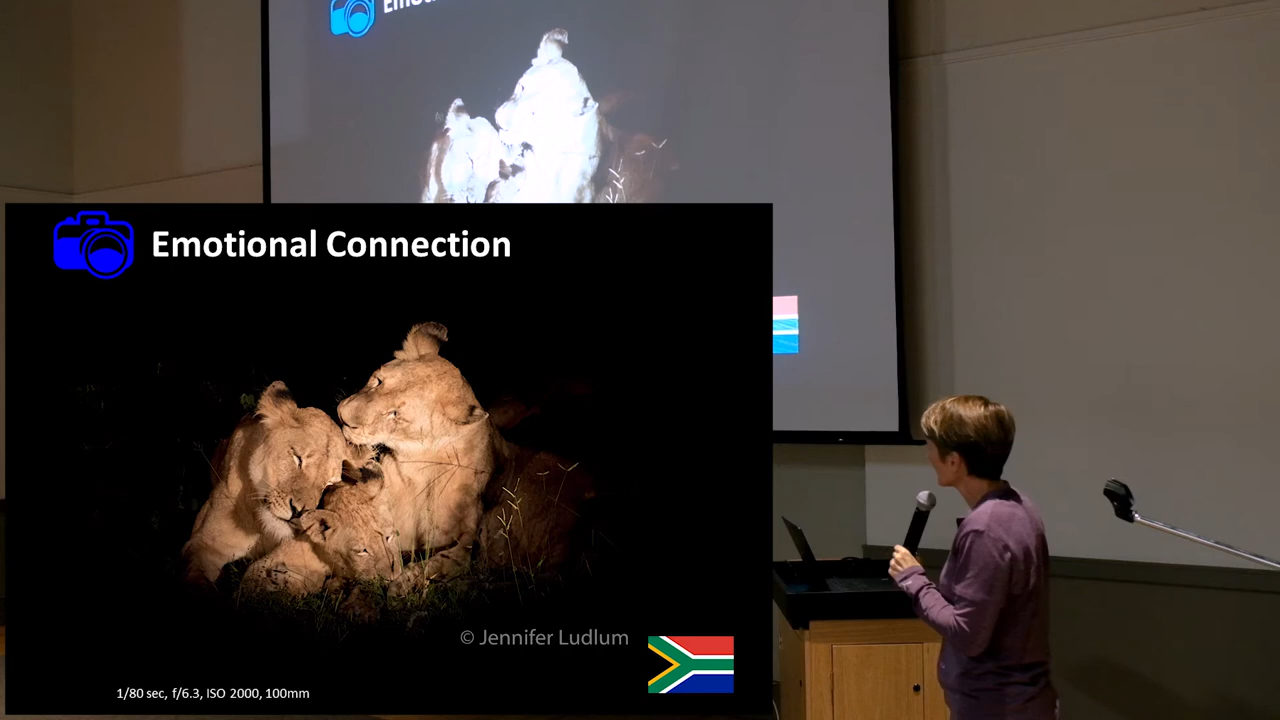 Emotional Connection
© Jennifer Ludlum
1/80 sec, f/6.3, ISO 2000, 100mm